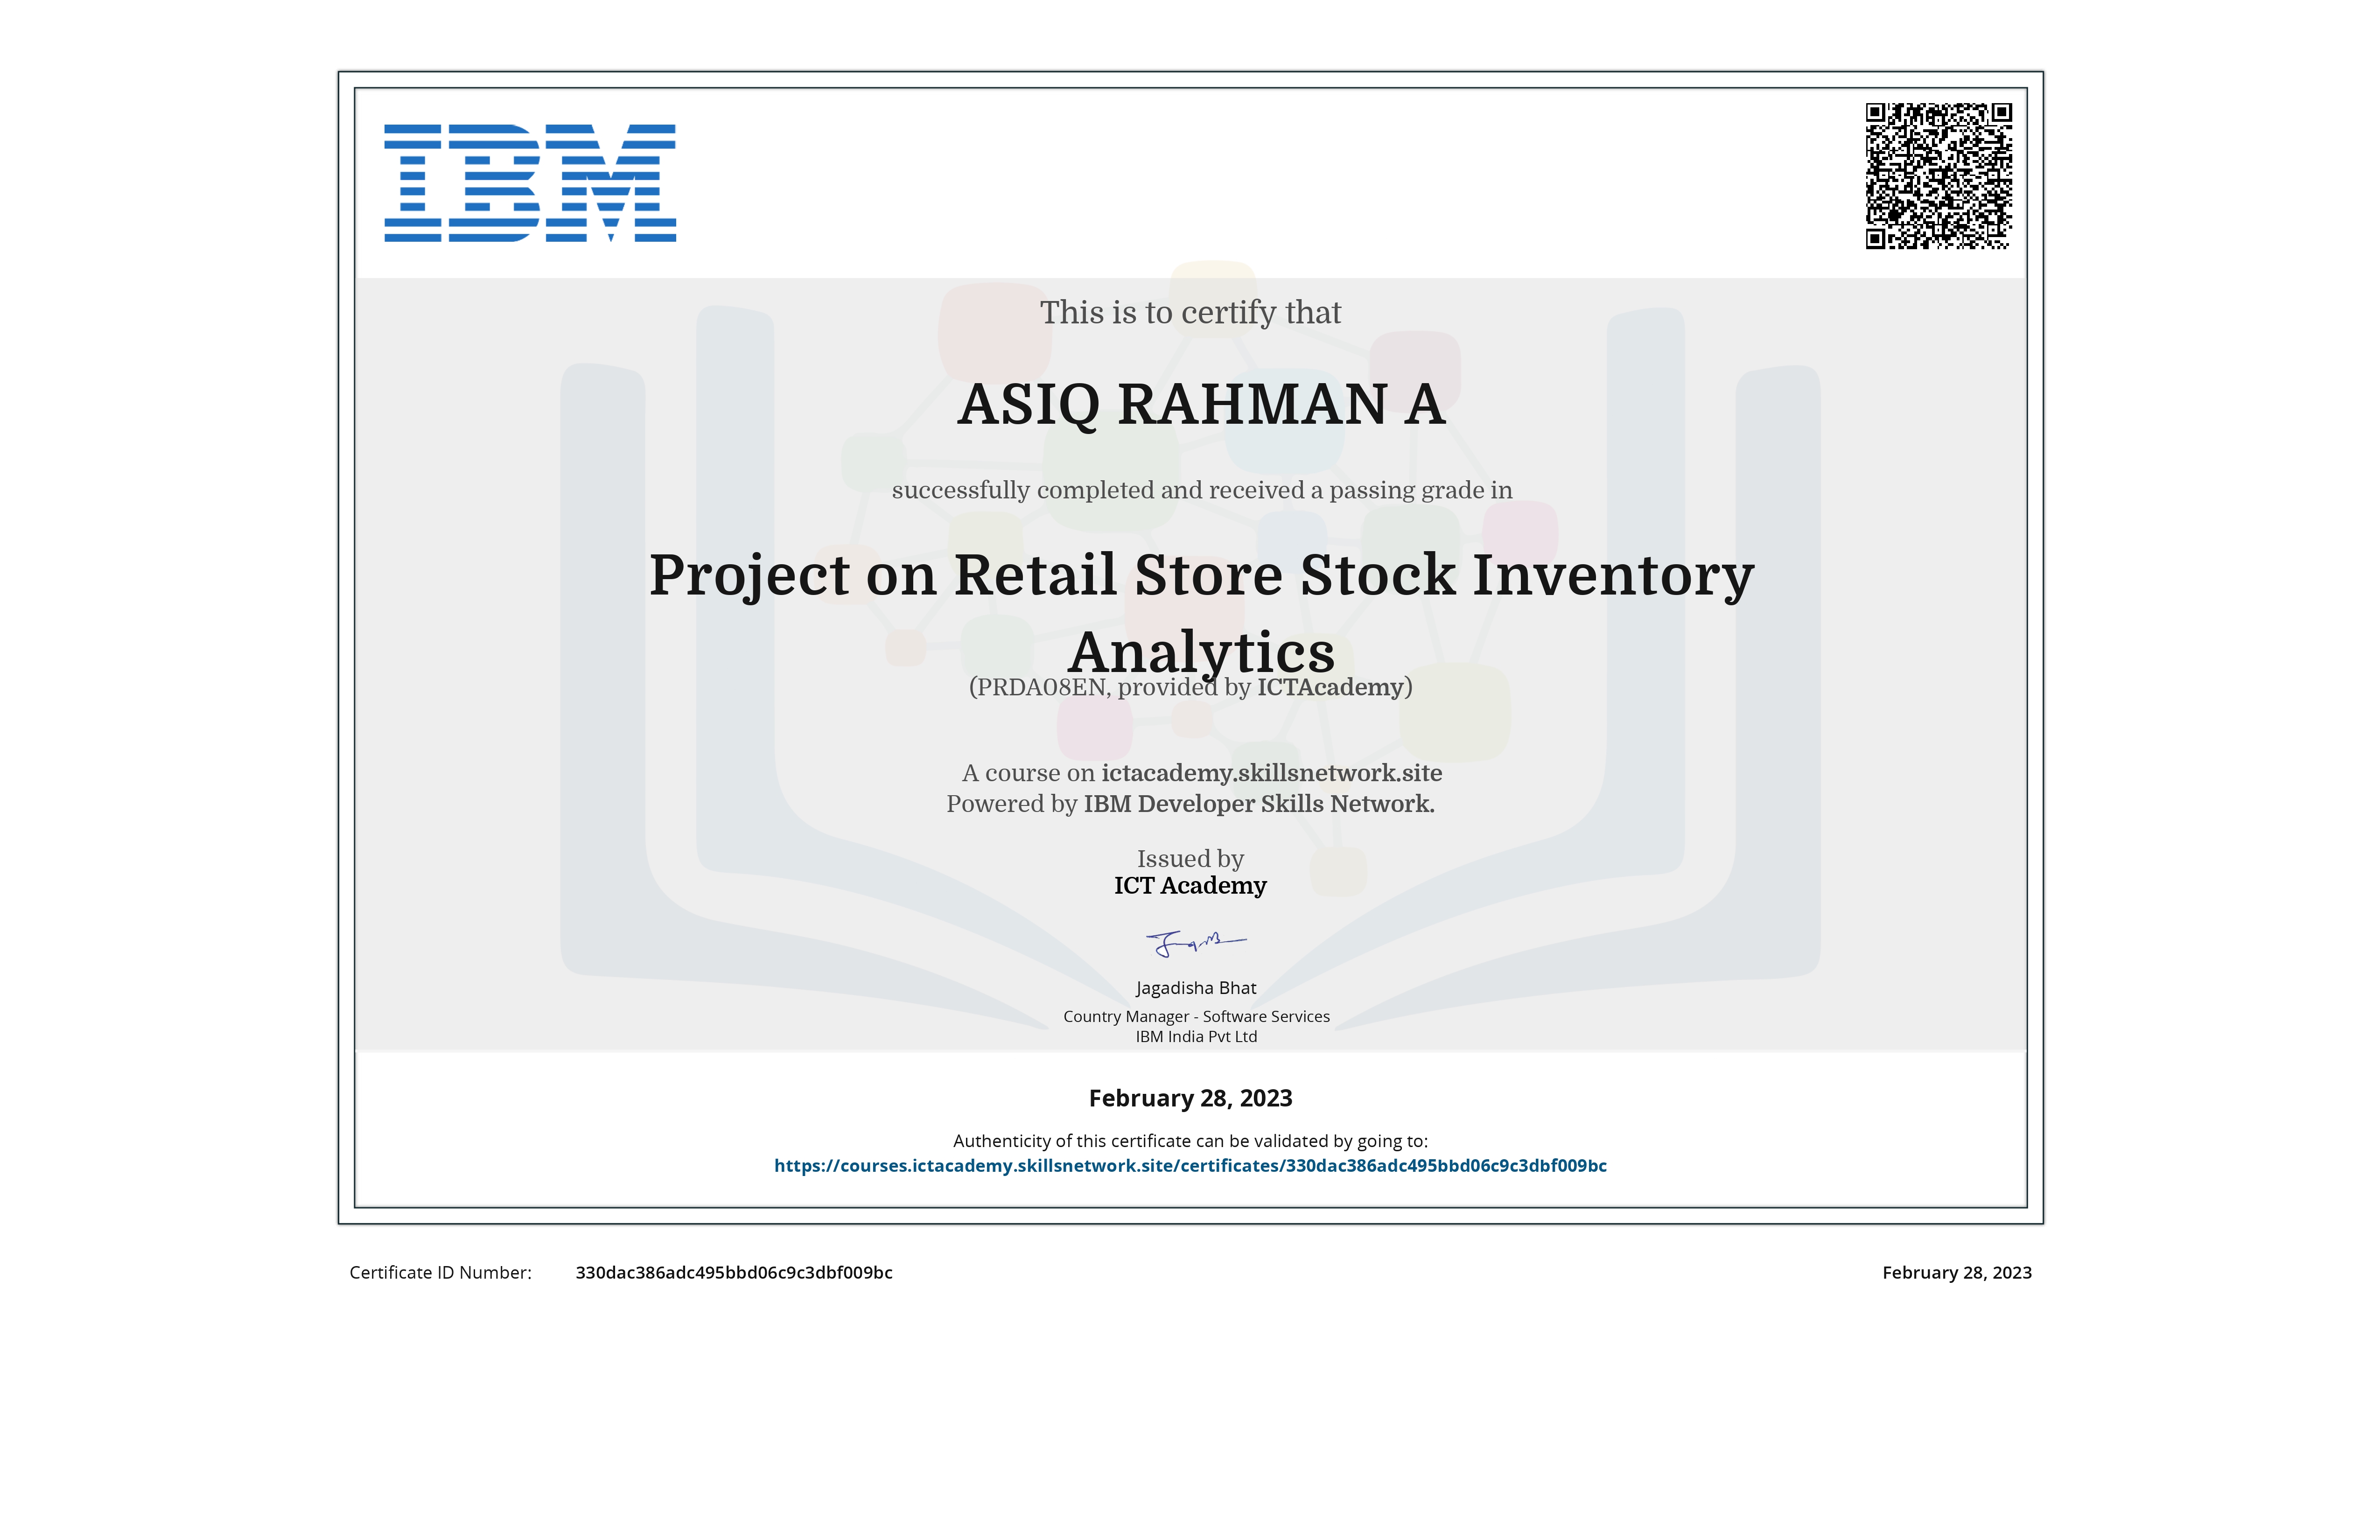 IBM
This is to certify that
ASIQ RAHMAN A
successfully completed and received a passing grade in
Project on Retail Store Stock Inventory
Analytics
(PRDA08EN, provided by ICTAcademy)
A course on ictacademy.skillsnetwork.site
Powered by IBM Developer Skills Network.
Issued by
ICT Academy
Jagadisha Bhat
Country Manager - Software Services
IBM India Pvt Ltd
February 28, 2023
Authenticity of this certificate can be validated by going to:
https://courses.ictacademy.skillsnetwork.site/certificates/330dac386adc495bbd06c9c3dbf009bc
Certificate ID Number: 330dac386adc495bbd06c9c3dbf009bc February 28, 2023